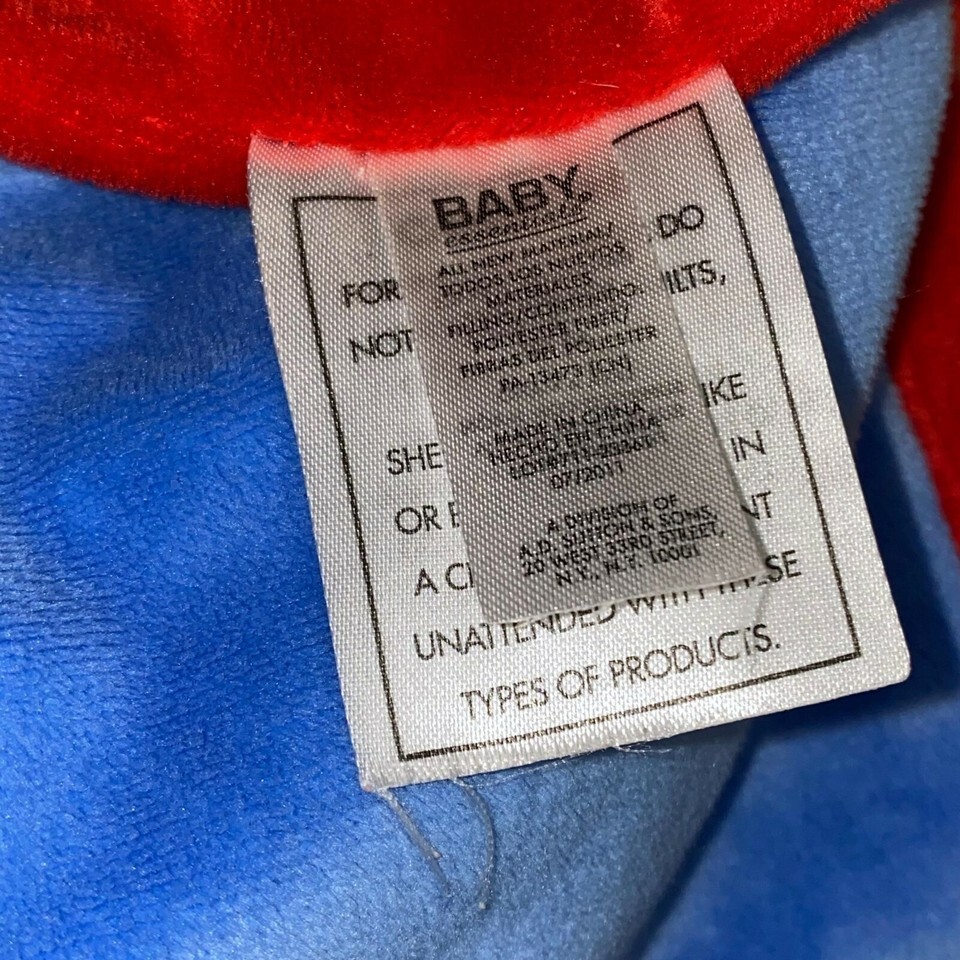 BABY
essentials
ALL NEW MATERIAL/
TODOS LOS NUEVOS
MATERIALES
FILLING/CONTENIDO:
POLYESTER FIBER/
FIBRAS DEL POLIESTER
PA-13473 (CN)
MADE IN CHINA
HECHO EN CHINA
07/2011
A DIVISION OF
A.D. SUTTON & SONS,
20 WEST 33RD STREET,
N.Y., N.Y. 10001
DO
FOR ILTS,
NOT
IKE
SHE IN
OR NT
A C
UNATTENDED WITH THESE
TYPES OF PRODUCTS.